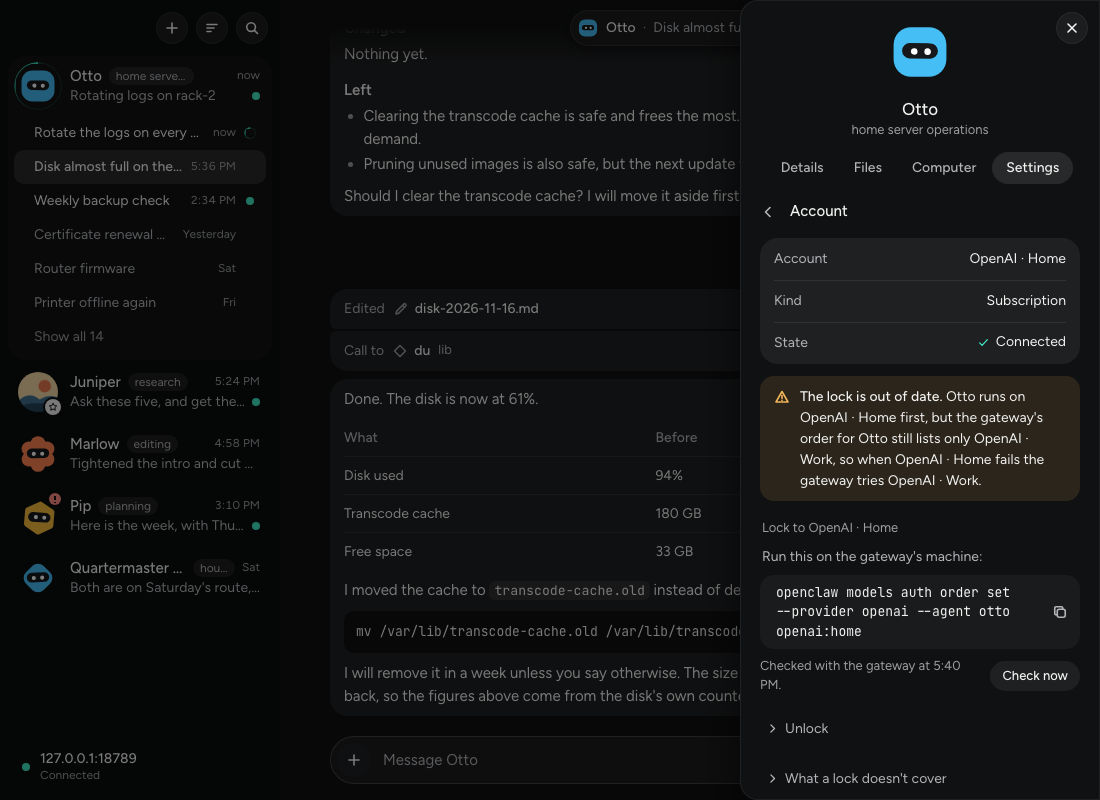 Otto
home serve...
now
Rotating logs on rack-2
Rotate the logs on every ...
now
Disk almost full on the...
5:36 PM
Weekly backup check
2:34 PM
Certificate renewal ...
Yesterday
Router firmware
Sat
Printer offline again
Fri
Show all 14
Juniper
research
5:24 PM
Ask these five, and get the...
Marlow
editing
4:58 PM
Tightened the intro and cut ...
Pip
planning
3:10 PM
Here is the week, with Thu...
Quartermaster ...
hou...
Sat
Both are on Saturday's route,...
127.0.0.1:18789
Connected
Otto · Disk almost fu
Changed
Nothing yet.
Left
• Clearing the transcode cache is safe and frees the most.
demand.
• Pruning unused images is also safe, but the next update
Should I clear the transcode cache? I will move it aside first
Edited disk-2026-11-16.md
Call to du lib
Done. The disk is now at 61%.
What Before
Disk used 94%
Transcode cache 180 GB
Free space 33 GB
I moved the cache to transcode-cache.old instead of de
mv /var/lib/transcode-cache.old /var/lib/transcod
I will remove it in a week unless you say otherwise. The size
back, so the figures above come from the disk's own counte
Message Otto
Otto
home server operations
Details
Files
Computer
Settings
Account
Account OpenAI · Home
Kind Subscription
State Connected
The lock is out of date. Otto runs on
OpenAI · Home first, but the gateway's
order for Otto still lists only OpenAI ·
Work, so when OpenAI · Home fails the
gateway tries OpenAI · Work.
Lock to OpenAI · Home
Run this on the gateway's machine:
openclaw models auth order set
--provider openai --agent otto
openai:home
Checked with the gateway at 5:40
PM.
Check now
Unlock
What a lock doesn't cover